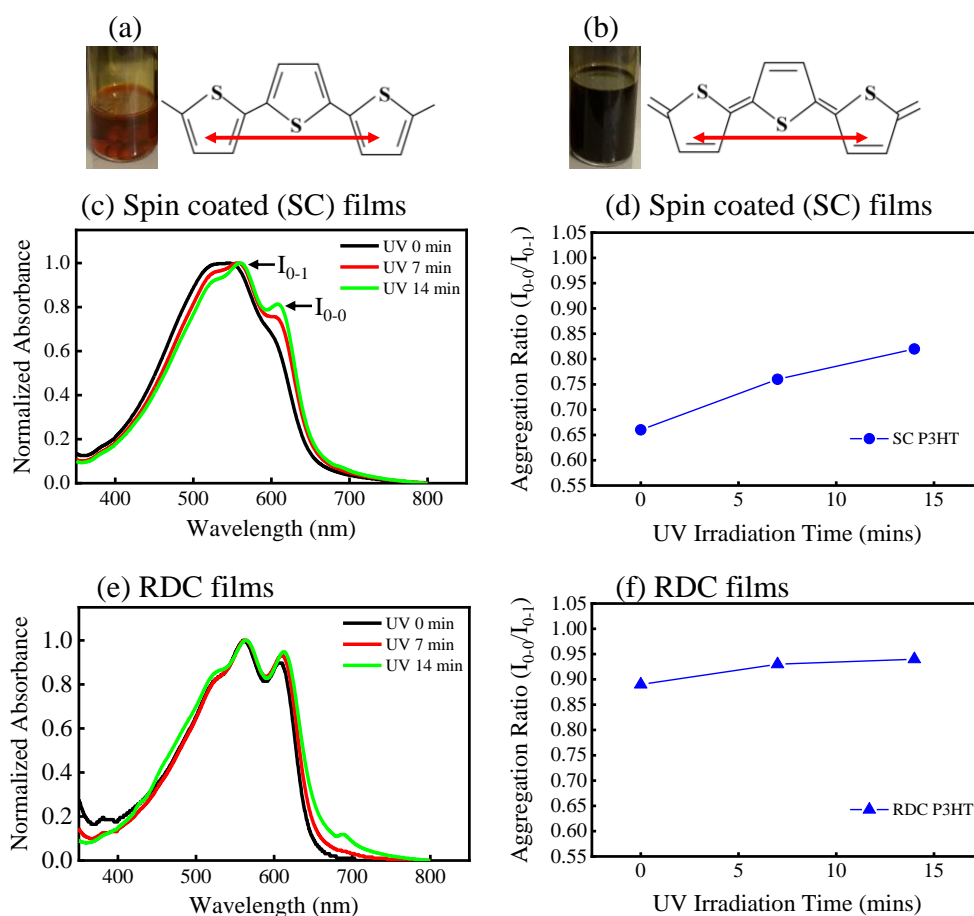 (a)
(b)
S
S
S
S
S
S
(c) Spin coated (SC) films
(d) Spin coated (SC) films
Normalized Absorbance
1.0
0.8
0.6
0.4
0.2
0.0
UV 0 min
UV 7 min
UV 14 min
I0-1
I0-0
400 500 600 700 800
Wavelength (nm)
Aggregation Ratio (I0-0/I0-1)
1.05
1.00
0.95
0.90
0.85
0.80
0.75
0.70
0.65
0.60
0.55
SC P3HT
0 5 10 15
UV Irradiation Time (mins)
(e) RDC films
(f) RDC films
Normalized Absorbance
1.0
0.8
0.6
0.4
0.2
0.0
UV 0 min
UV 7 min
UV 14 min
400 500 600 700 800
Wavelength (nm)
Aggregation Ratio (I0-0/I0-1)
1.05
1.00
0.95
0.90
0.85
0.80
0.75
0.70
0.65
0.60
0.55
RDC P3HT
0 5 10 15
UV Irradiation Time (mins)